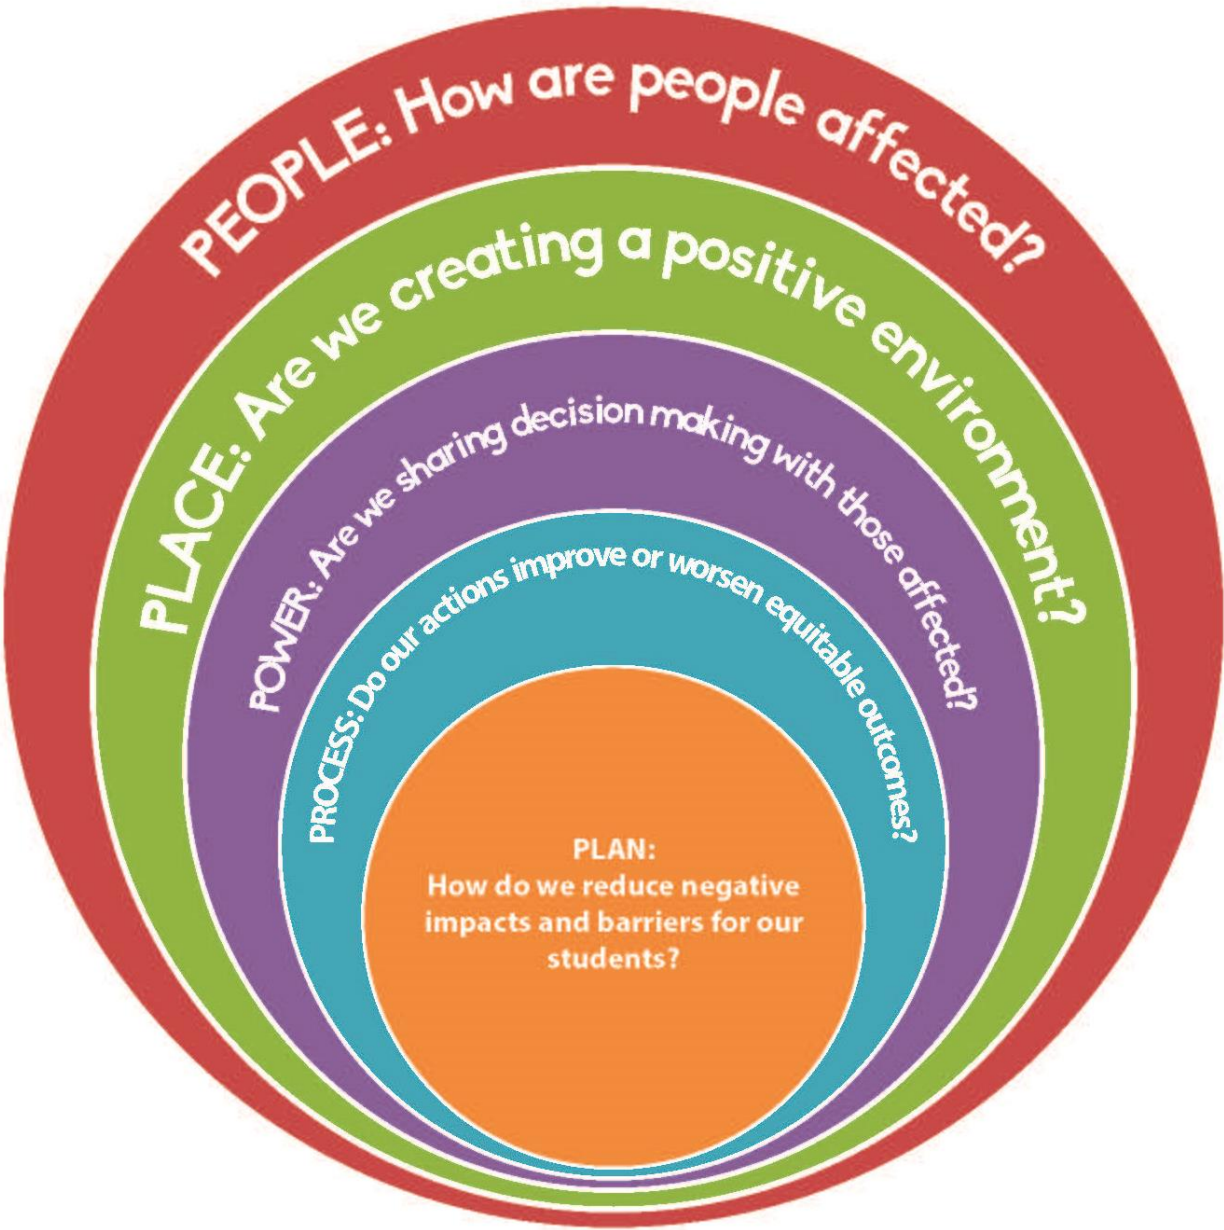 PEOPLE: How are people affected?
PLACE: Are we creating a positive environment?
POWER: Are we sharing decision making with those affected?
PROCESS: Do our actions improve or worsen equitable outcomes?
PLAN:
How do we reduce negative
impacts and barriers for our
students?